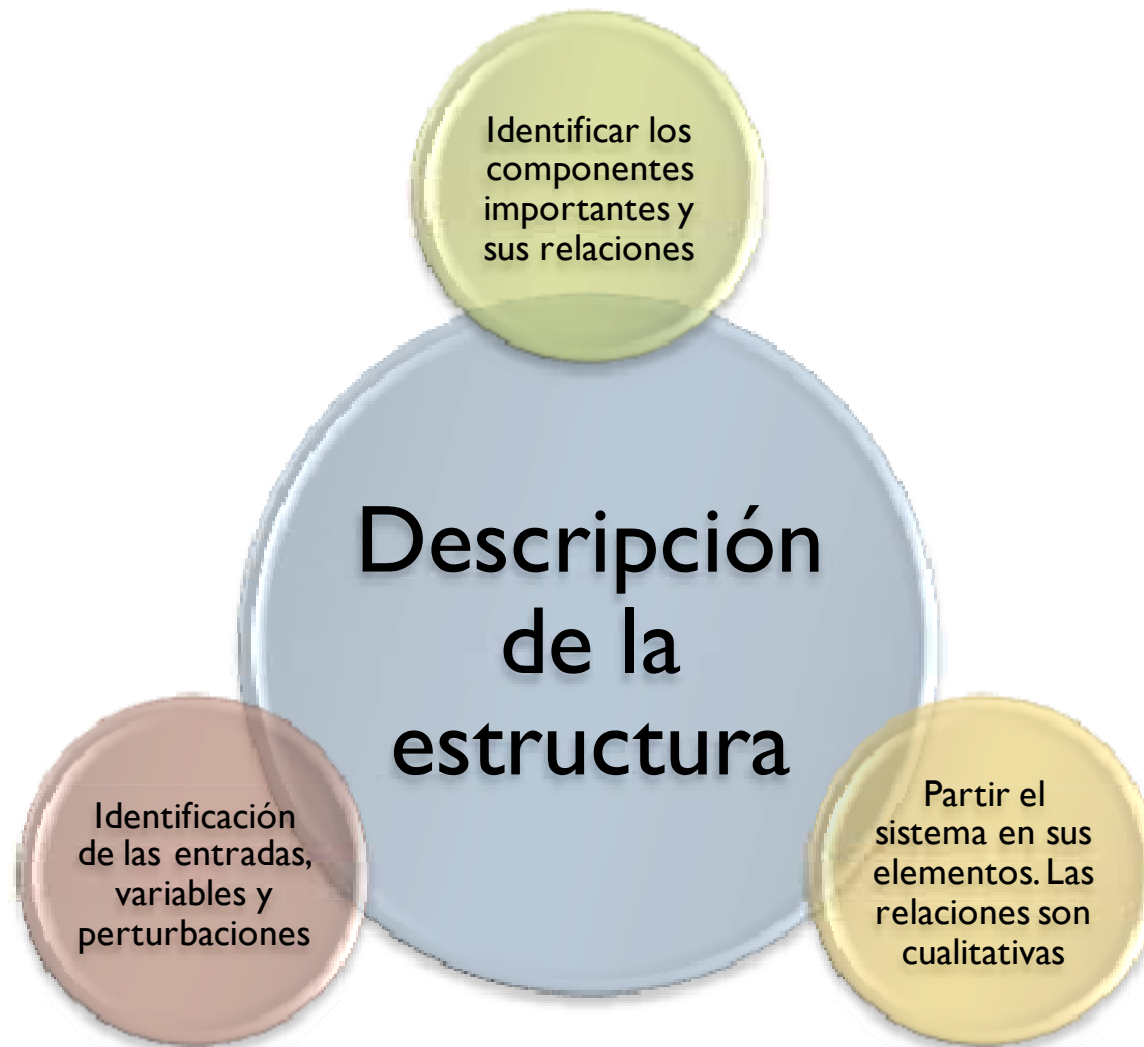 Identificar los
componentes
importantes y
sus relaciones
Descripción
de la
estructura
Identificación
de las entradas,
variables y
perturbaciones
Partir el
sistema en sus
elementos. Las
relaciones son
cualitativas